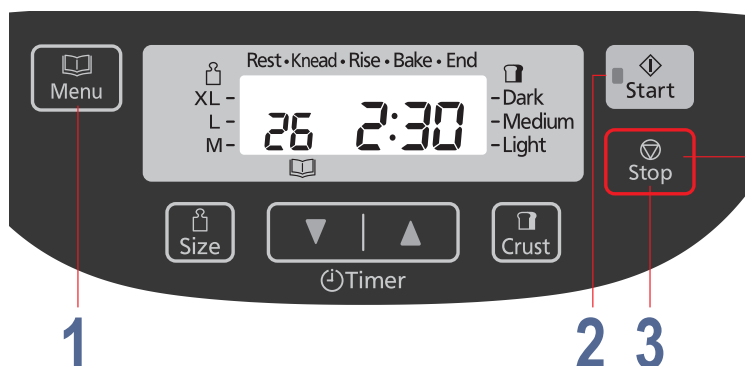 Menu
Rest • Knead • Rise • Bake • End
XL –
L –
M –
26 2:30
– Dark
– Medium
– Light
Start
Stop
Size
Timer
Crust
1
2
3